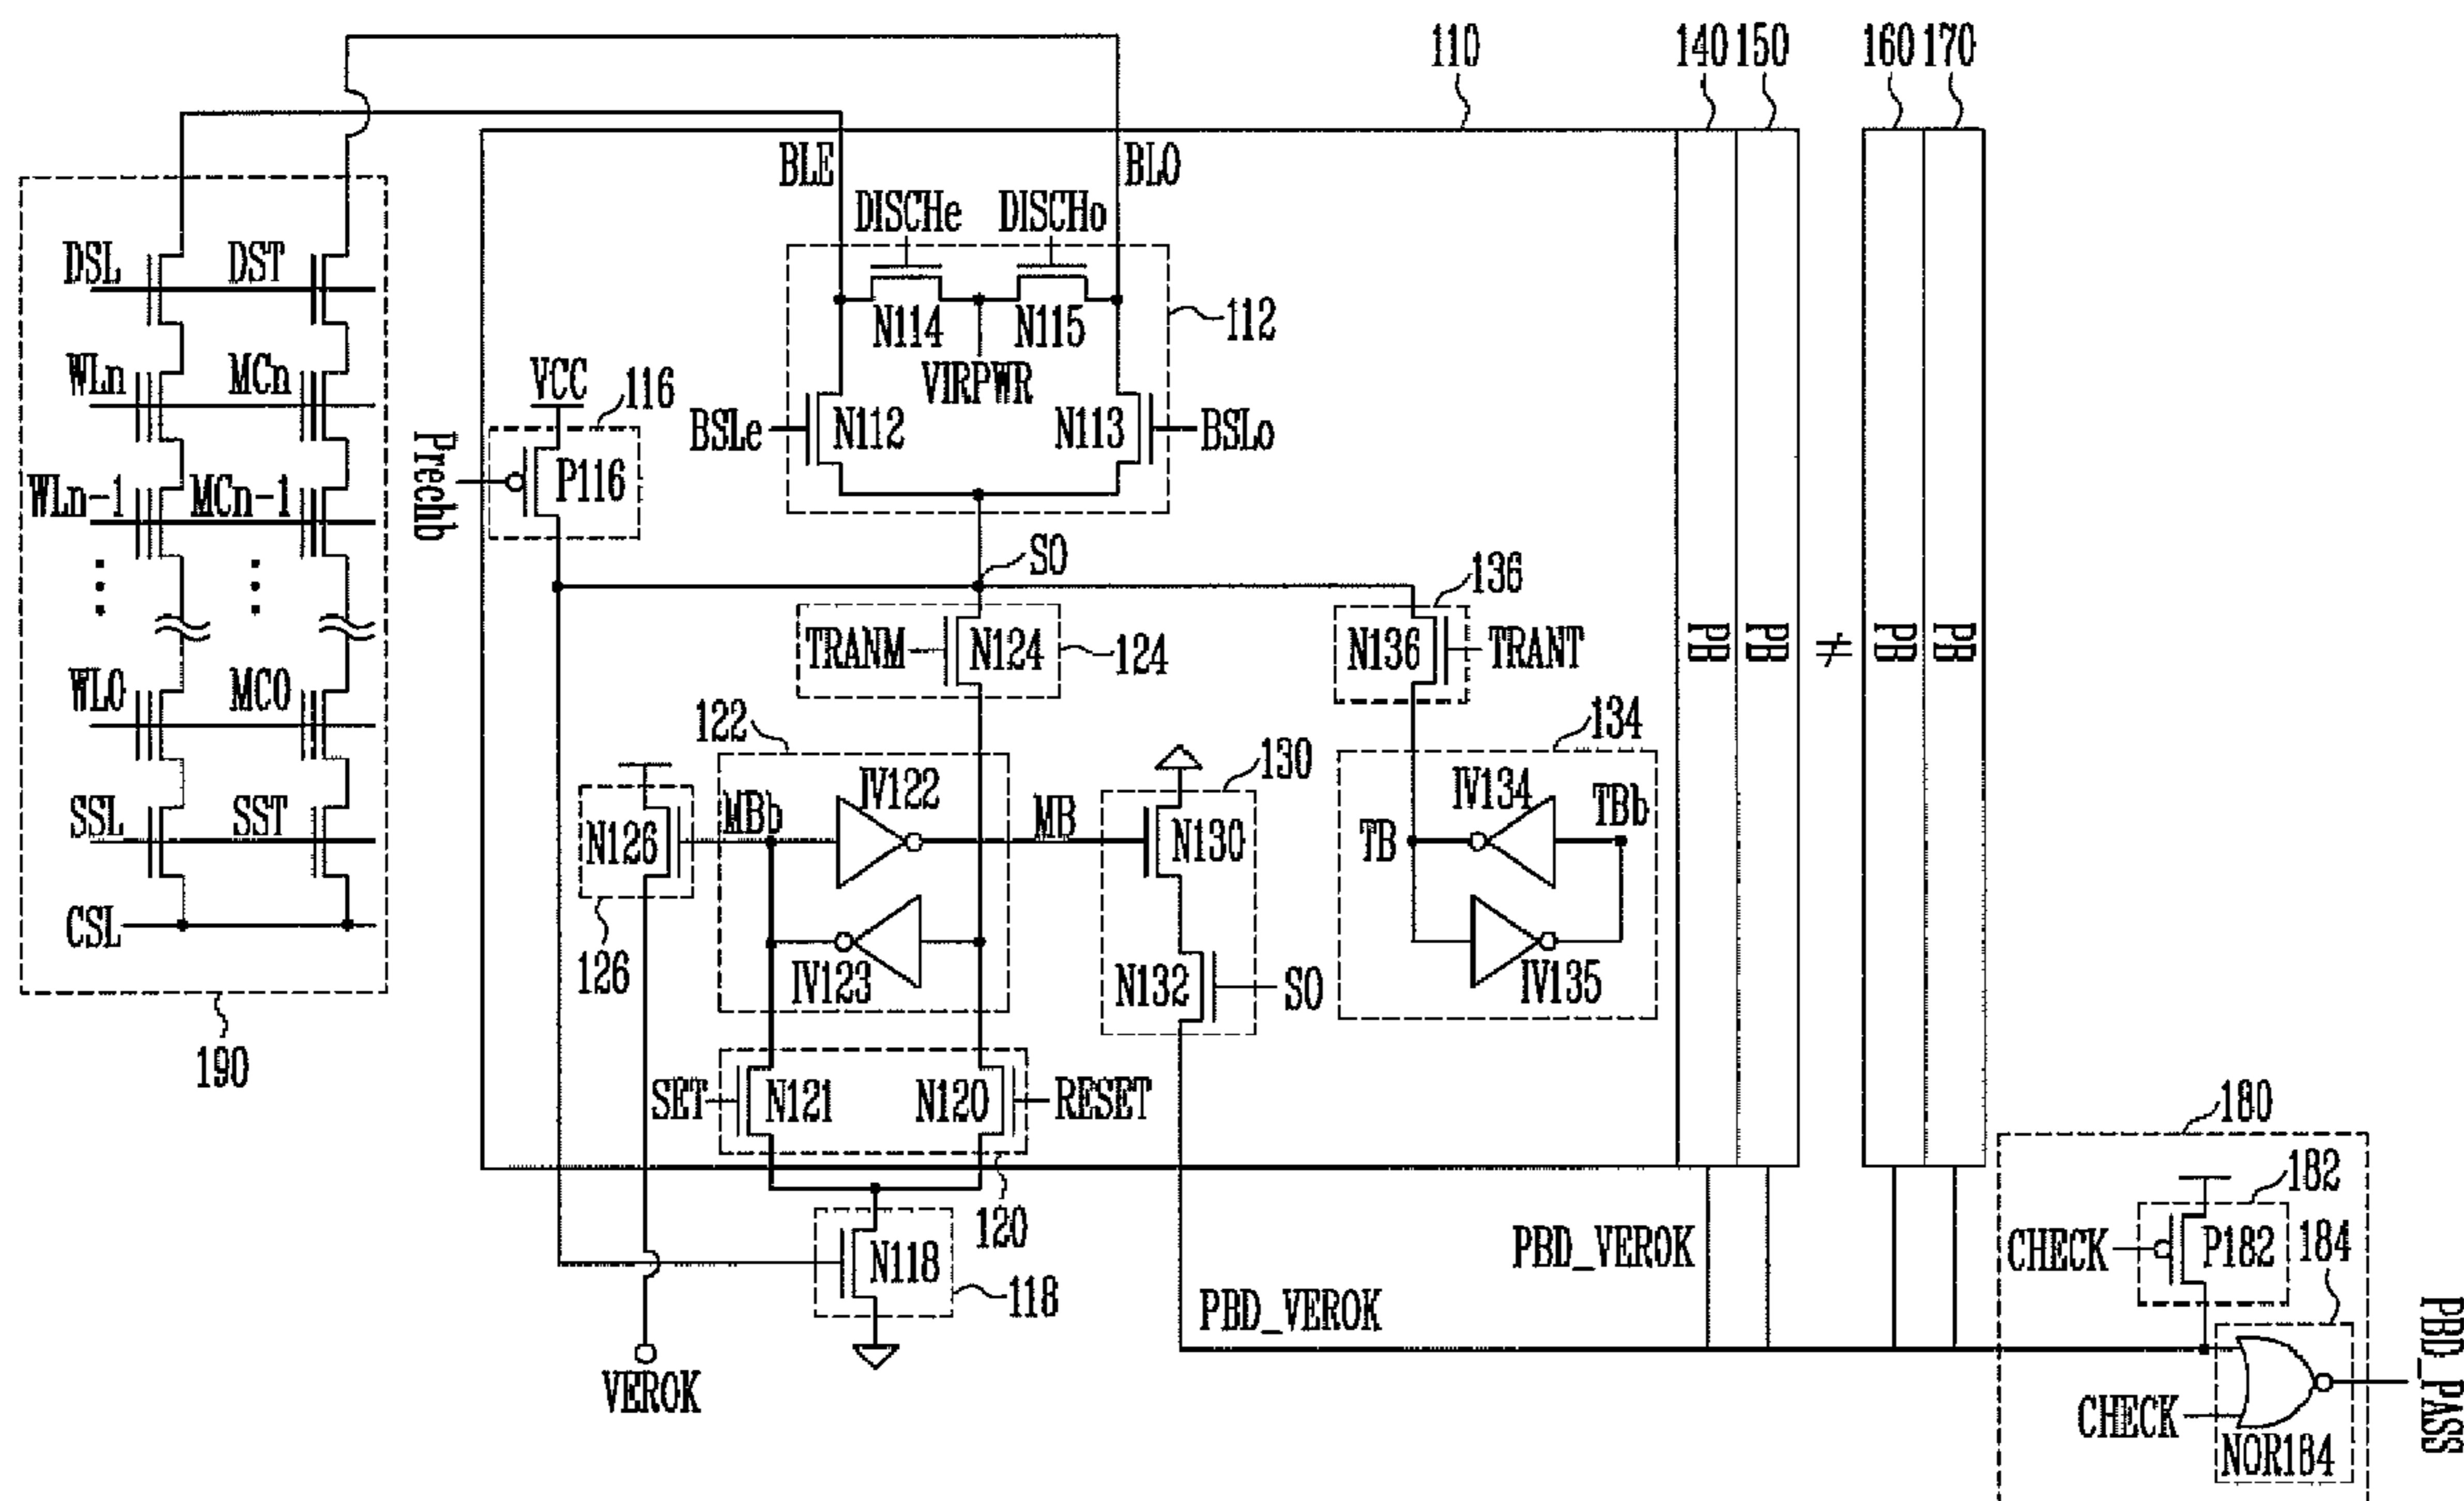 110
140
150
160
170
BLE
BLO
DISCHe
DISCHo
N114
N115
VIRPWR
112
BSLe
N112
N113
BSLo
DSL
DST
WLn
MCn
WLn-1
MCn-1
WL0
MC0
SSL
SST
CSL
190
VCC
116
Prechb
P116
SO
136
TRANM
N124
124
N136
TRANT
PB
PB
PB
PB
122
134
130
N126
MBb
IV122
MB
N130
IV134
TBb
TB
126
IV123
N132
SO
IV135
SET
N121
N120
RESET
120
N118
118
VEROK
PBD_VEROK
PBD_VEROK
180
182
CHECK
P182
184
CHECK
NOR184
PBD_PASS